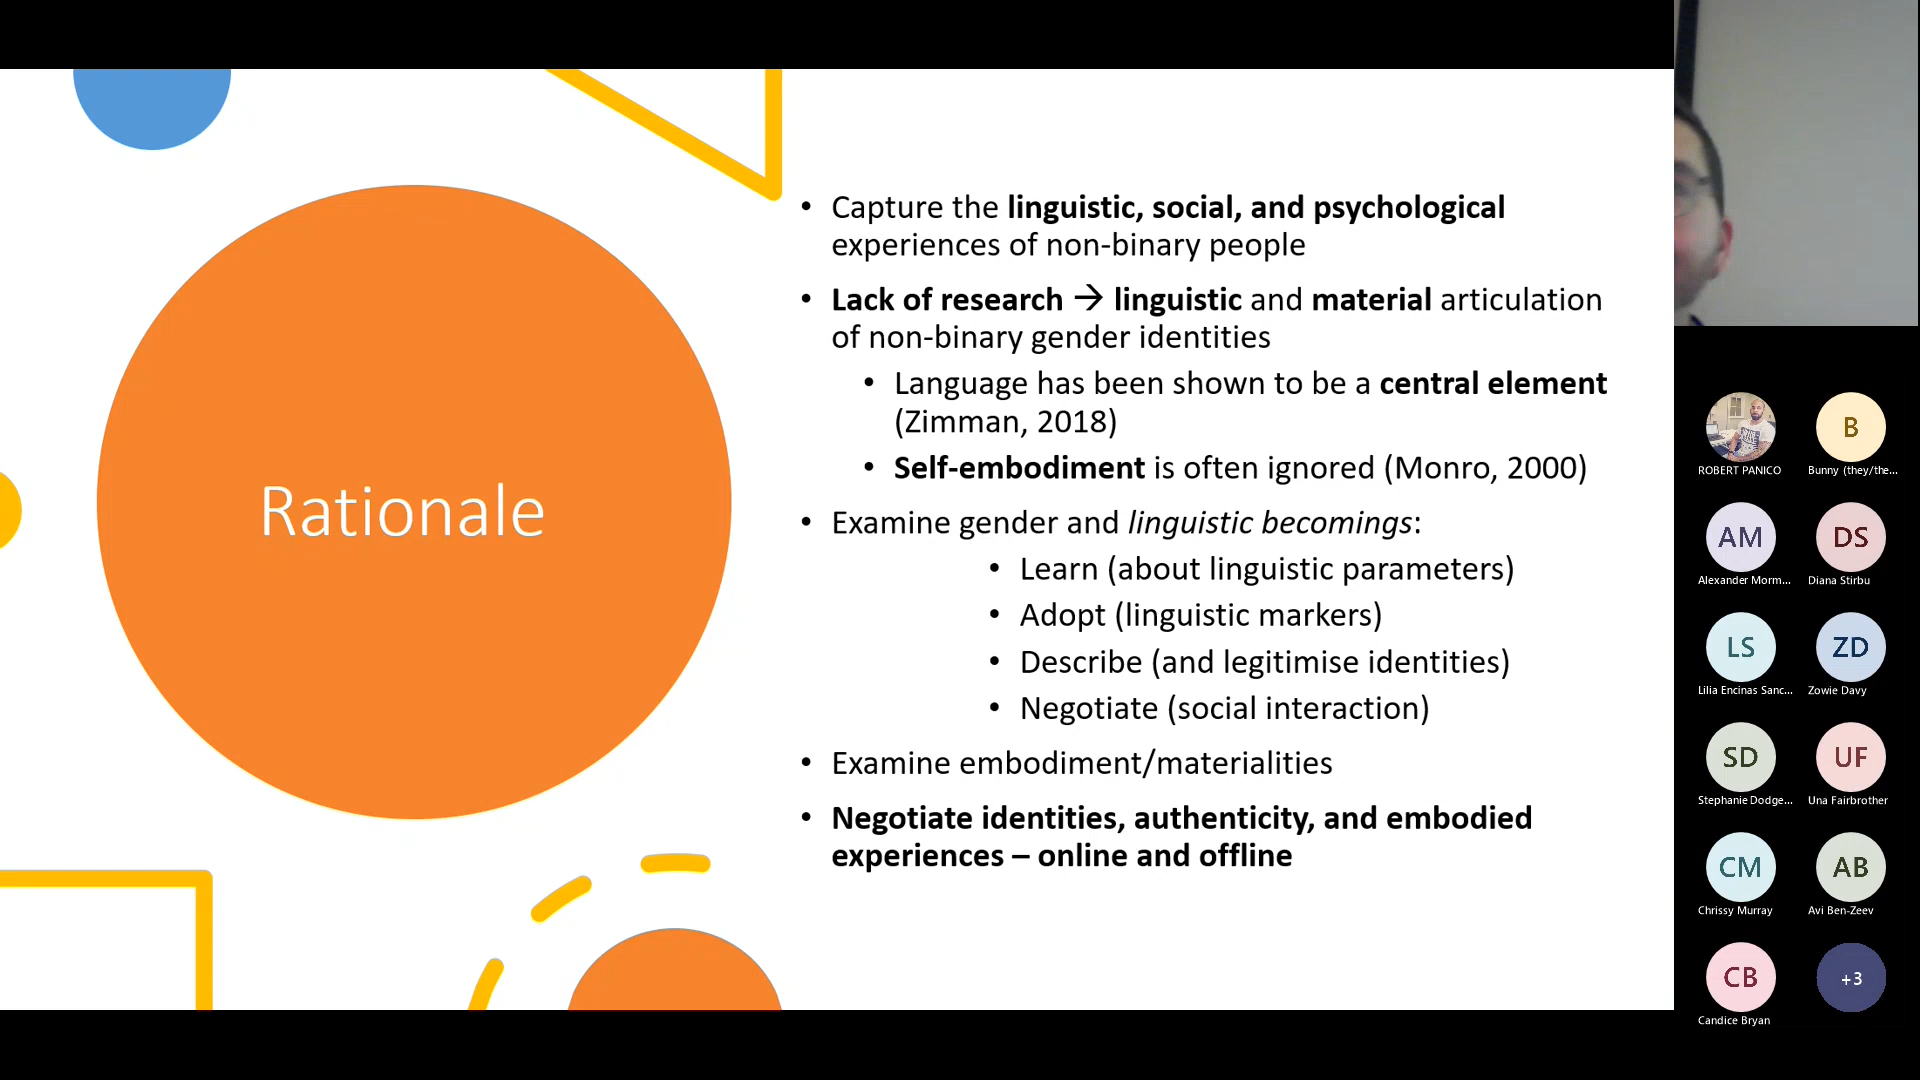 Rationale
• Capture the linguistic, social, and psychological
experiences of non-binary people
• Lack of research → linguistic and material articulation
of non-binary gender identities
• Language has been shown to be a central element
(Zimman, 2018)
• Self-embodiment is often ignored (Monro, 2000)
• Examine gender and linguistic becomings:
• Learn (about linguistic parameters)
• Adopt (linguistic markers)
• Describe (and legitimise identities)
• Negotiate (social interaction)
• Examine embodiment/materialities
• Negotiate identities, authenticity, and embodied
experiences – online and offline
B
ROBERT PANICO
Bunny (they/the...
AM
DS
Alexander Morm...
Diana Stirbu
LS
ZD
Lilia Encinas Sanc...
Zowie Davy
SD
UF
Stephanie Dodge...
Una Fairbrother
CM
AB
Chrissy Murray
Avi Ben-Zeev
CB
+3
Candice Bryan